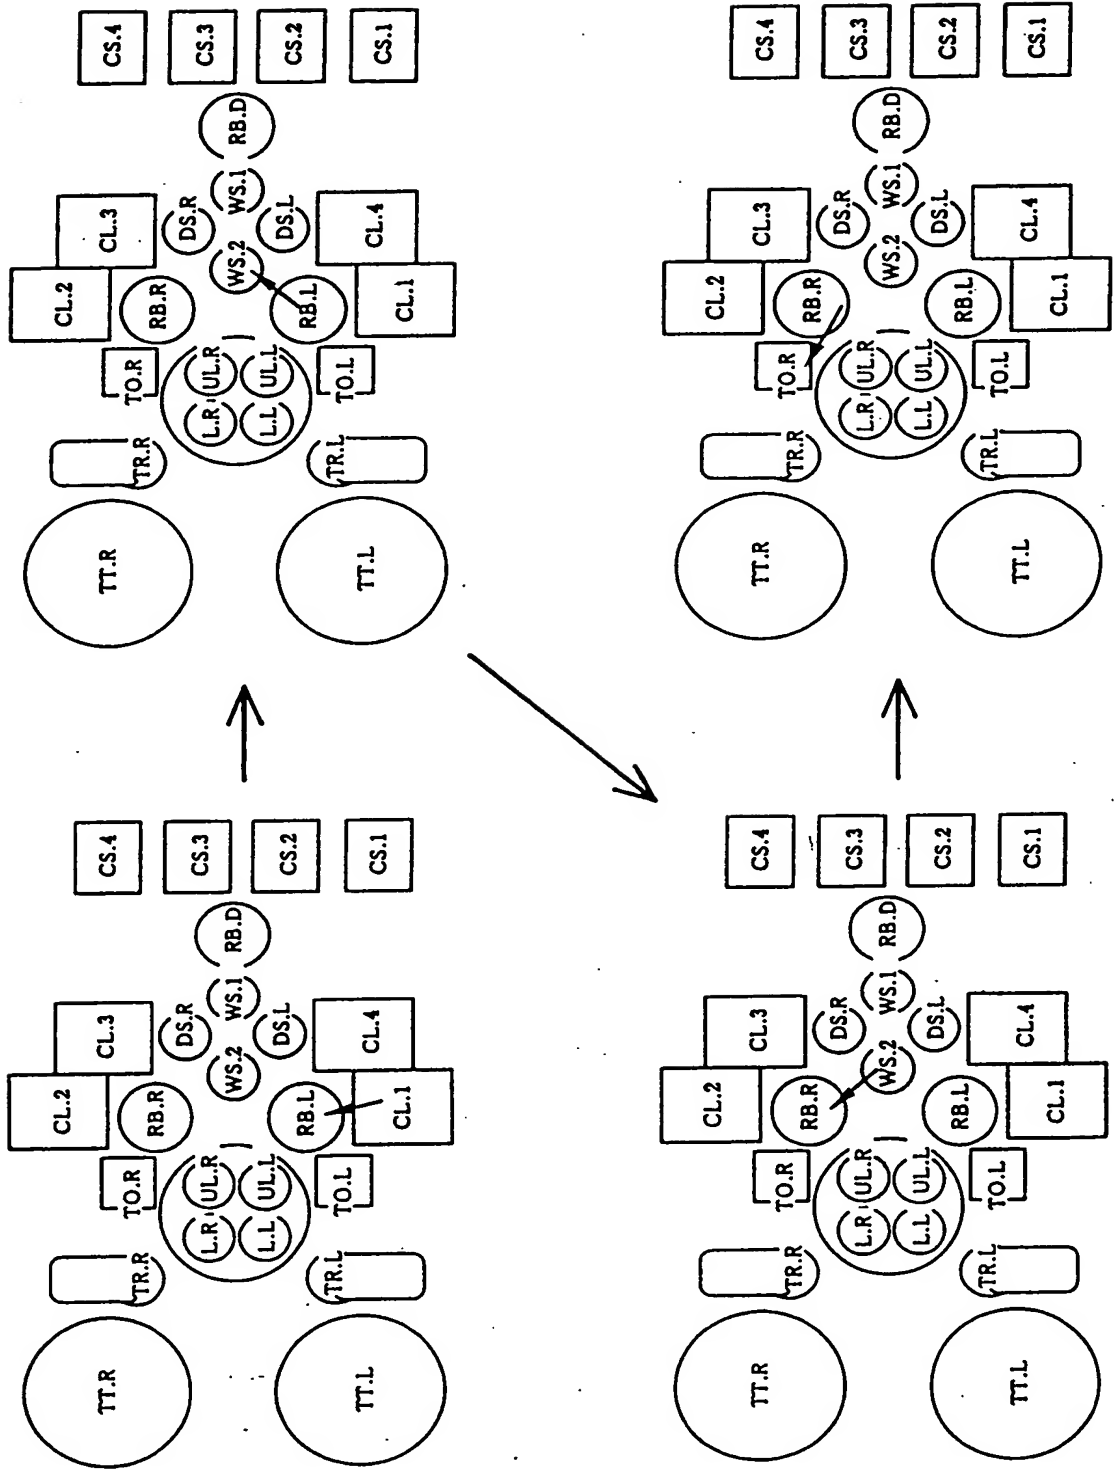 CS.4
CS.3
CS.2
CS.1
RB.D
WS.1
DS.R
DS.L
WS.2
CL.3
CL.4
CL.2
CL.1
RB.R
RB.L
TO.R
TO.L
UL.R
UL.L
L.R
L.L
TR.R
TR.L
TT.R
TT.L
CS.4
CS.3
CS.2
CS.1
RB.D
WS.1
DS.R
DS.L
WS.2
CL.3
CL.4
CL.2
CL.1
RB.R
RB.L
TO.R
TO.L
UL.R
UL.L
L.R
L.L
TR.R
TR.L
TT.R
TT.L
CS.4
CS.3
CS.2
CS.1
RB.D
WS.1
DS.R
DS.L
WS.2
CL.3
CL.4
CL.2
CL.1
RB.R
RB.L
TO.R
TO.L
UL.R
UL.L
L.R
L.L
TR.R
TR.L
TT.R
TT.L
CS.4
CS.3
CS.2
CS.1
RB.D
WS.1
DS.R
DS.L
WS.2
CL.3
CL.4
CL.2
CL.1
RB.R
RB.L
TO.R
TO.L
UL.R
UL.L
L.R
L.L
TR.R
TR.L
TT.R
TT.L